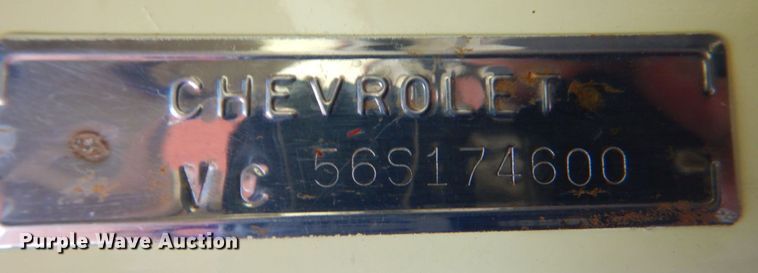 CHEVROLET
VC 56S174600
Purple Wave Auction